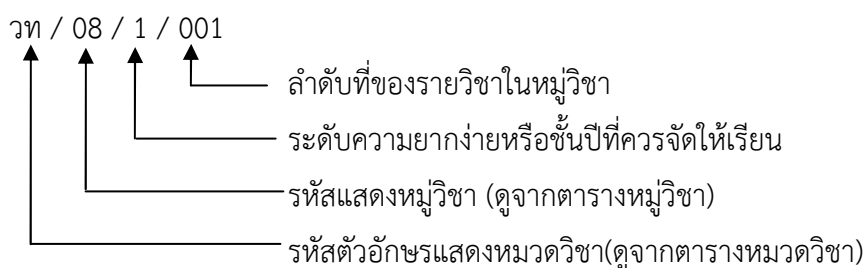 วท / 08 / 1 / 001
ลำดับที่ของรายวิชาในหมู่วิชา
ระดับความยากง่ายหรือชั้นปีที่ควรจัดให้เรียน
รหัสแสดงหมู่วิชา (ดูจากตารางหมู่วิชา)
รหัสตัวอักษรแสดงหมวดวิชา(ดูจากตารางหมวดวิชา)